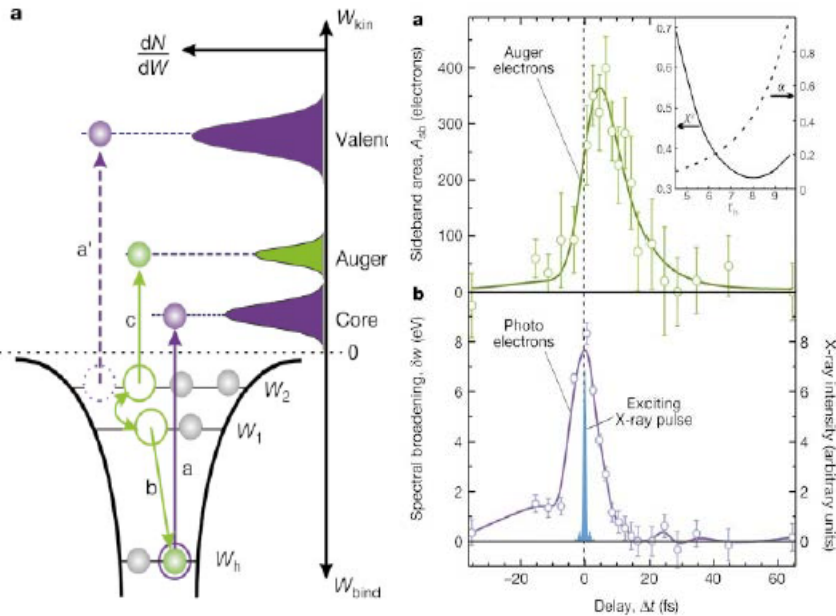 a
W_kin
dN
dW
Valenc
a'
Auger
c
Core
0
W_2
W_1
b
a
W_h
W_bind
a
Sideband area, A_sb (electrons)
400
300
200
100
0
Auger
electrons
0.7
0.6
0.5
0.4
0.3
χ²
α
1
0.8
0.6
0.4
0.2
0
5 6 7 8 9
τ_h
b
Spectral broadening, δw (eV)
8
6
4
2
0
Photo
electrons
Exciting
X-ray pulse
8
6
4
2
0
X-ray intensity (arbitrary units)
−20 0 20 40 60
Delay, Δt (fs)